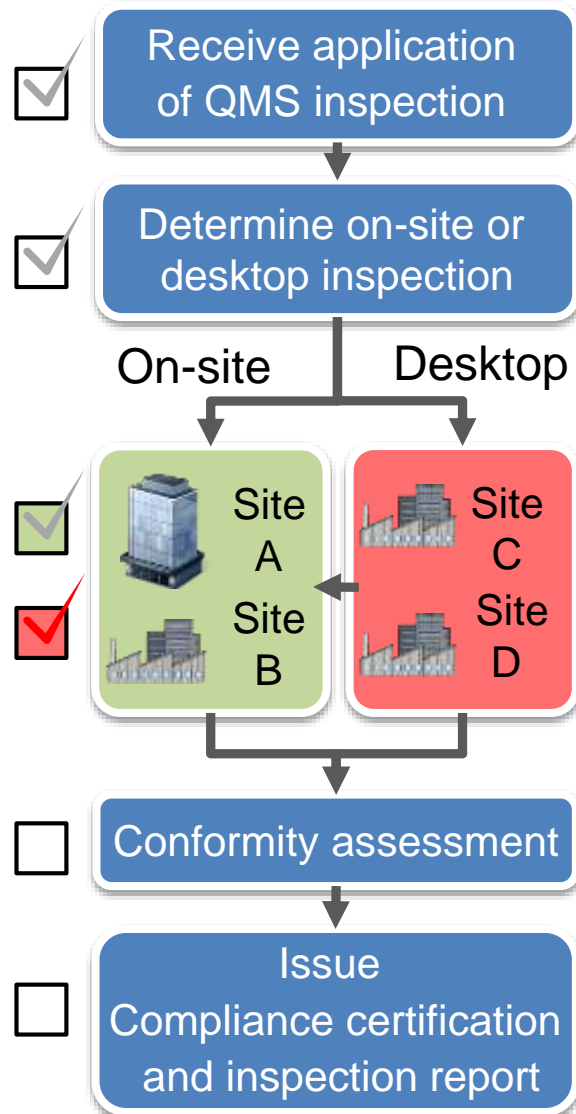 Receive application
of QMS inspection
Determine on-site or
desktop inspection
On-site
Desktop
Site
A
Site
B
Site
C
Site
D
Conformity assessment
Issue
Compliance certification
and inspection report